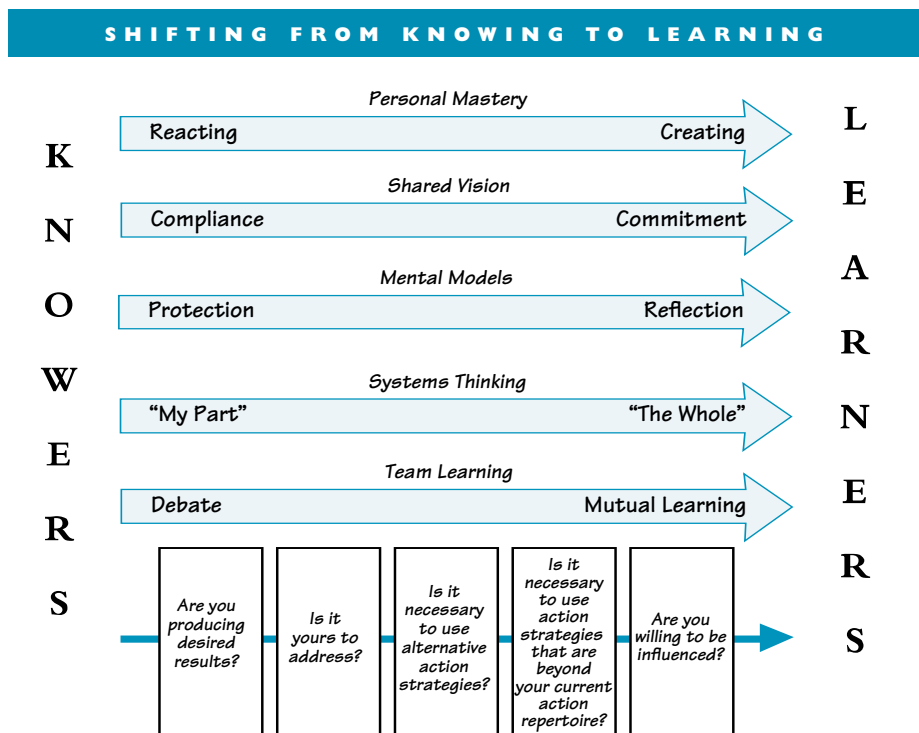 SHIFTING FROM KNOWING TO LEARNING
KNOWERS
Personal Mastery
Reacting Creating
Shared Vision
Compliance Commitment
Mental Models
Protection Reflection
Systems Thinking
“My Part” “The Whole”
Team Learning
Debate Mutual Learning
LEARNERS
Are you
producing
desired
results?
Is it
yours to
address?
Is it
necessary
to use
alternative
action
strategies?
Is it
necessary
to use
action
strategies
that are
beyond
your current
action
repertoire?
Are you
willing to be
influenced?